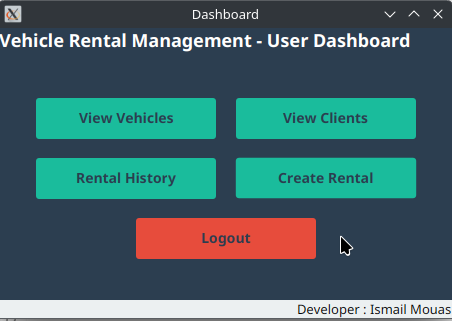 Dashboard
Vehicle Rental Management - User Dashboard
View Vehicles
View Clients
Rental History
Create Rental
Logout
Developer : Ismail Mouas